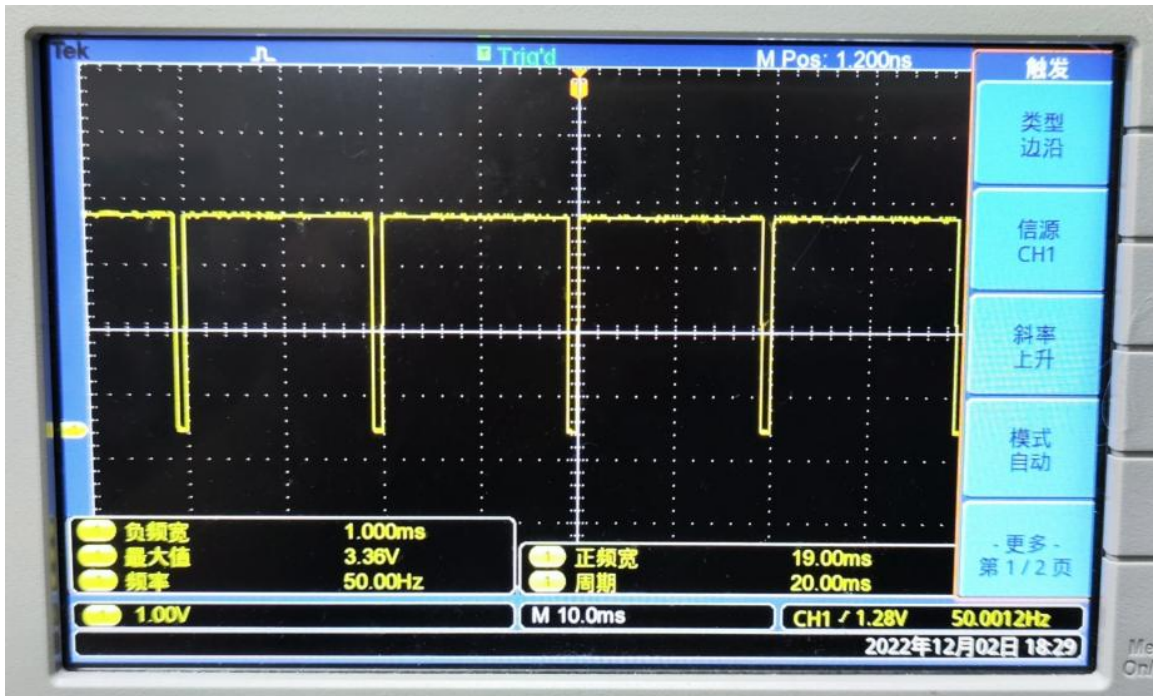 Tek
Trig'd
M Pos: 1.200ns
触发
类型
边沿
信源
CH1
斜率
上升
模式
自动
- 更多 -
第 1 / 2 页
负频宽 1.000ms
最大值 3.36V
频率 50.00Hz
1 正频宽 19.00ms
1 周期 20.00ms
1.00V
M 10.0ms
CH1 / 1.28V 50.0012Hz
2022年12月02日 18:29